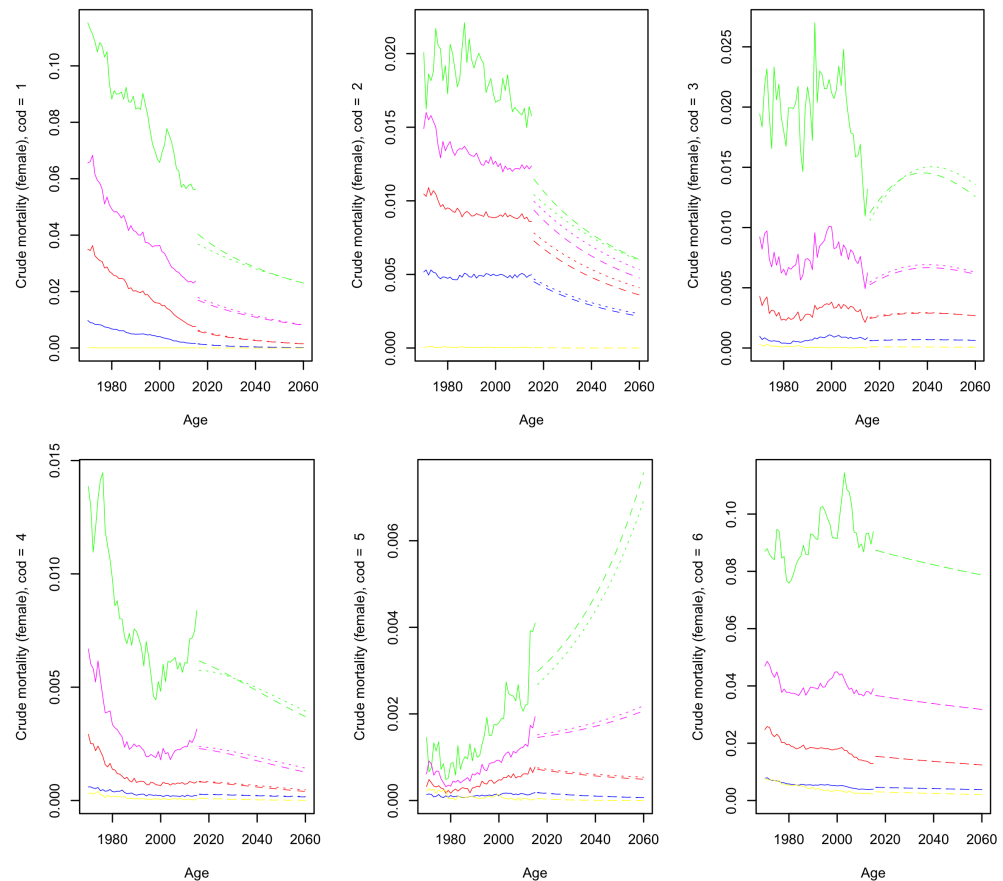 Crude mortality (female), cod = 1
0.00 0.02 0.04 0.06 0.08 0.10
1980 2000 2020 2040 2060
Age
Crude mortality (female), cod = 2
0.000 0.005 0.010 0.015 0.020
1980 2000 2020 2040 2060
Age
Crude mortality (female), cod = 3
0.000 0.005 0.010 0.015 0.020 0.025
1980 2000 2020 2040 2060
Age
Crude mortality (female), cod = 4
0.000 0.005 0.010 0.015
1980 2000 2020 2040 2060
Age
Crude mortality (female), cod = 5
0.000 0.002 0.004 0.006
1980 2000 2020 2040 2060
Age
Crude mortality (female), cod = 6
0.00 0.02 0.04 0.06 0.08 0.10
1980 2000 2020 2040 2060
Age